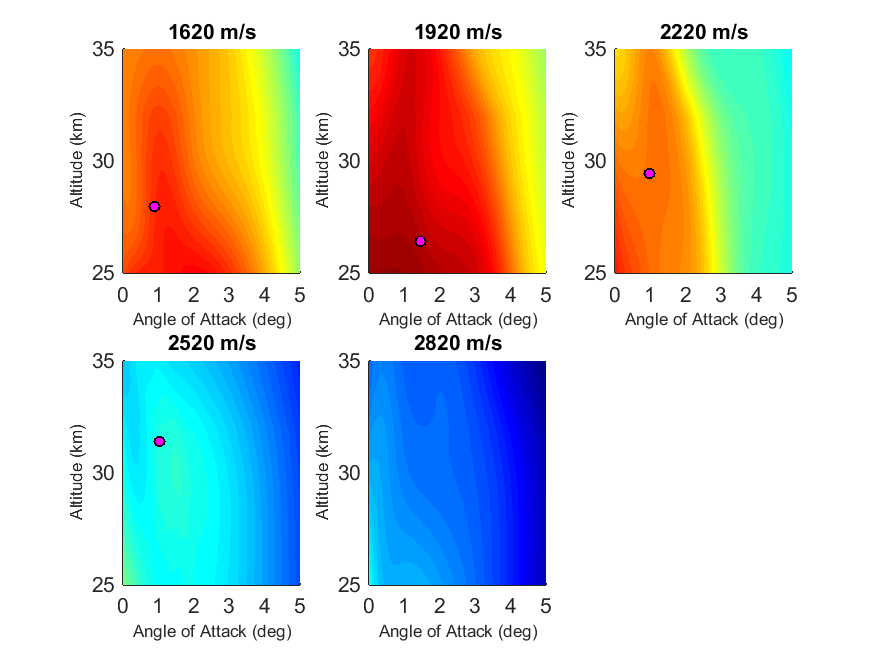 1620 m/s
1920 m/s
2220 m/s
35
30
25
Altitude (km)
0 1 2 3 4 5
Angle of Attack (deg)
35
30
25
Altitude (km)
0 1 2 3 4 5
Angle of Attack (deg)
35
30
25
Altitude (km)
0 1 2 3 4 5
Angle of Attack (deg)
2520 m/s
2820 m/s
35
30
25
Altitude (km)
0 1 2 3 4 5
Angle of Attack (deg)
35
30
25
Altitude (km)
0 1 2 3 4 5
Angle of Attack (deg)